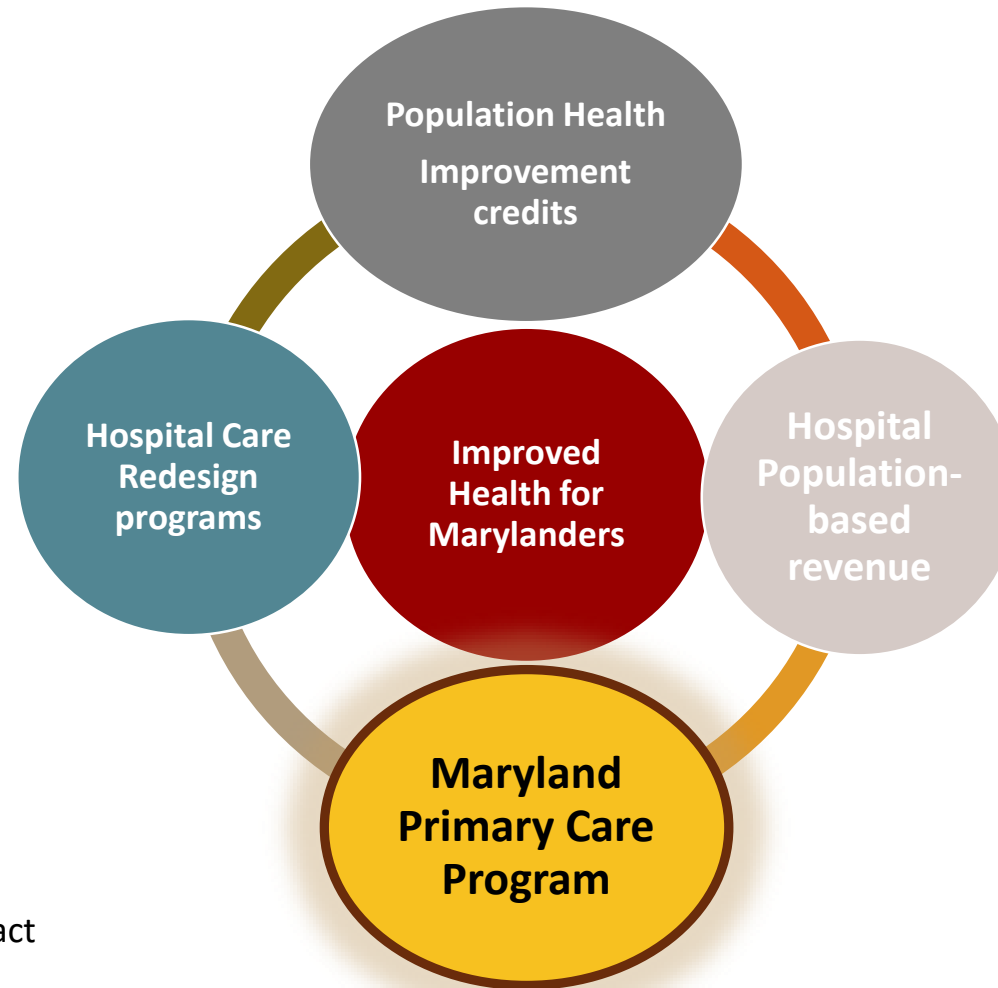 Population Health
Improvement
credits
Hospital Care
Redesign
programs
Improved
Health for
Marylanders
Hospital
Population-
based
revenue
Maryland
Primary Care
Program
act